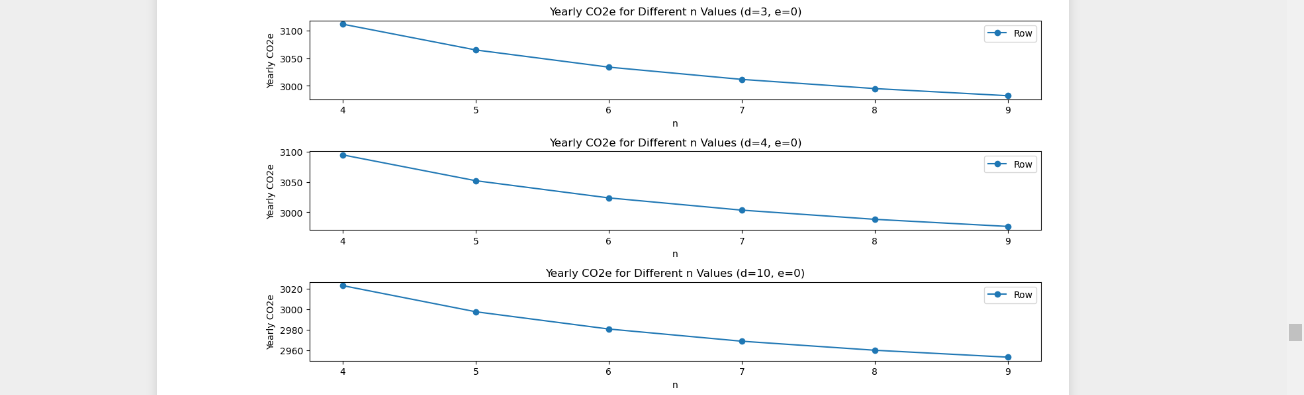 Yearly CO2e for Different n Values (d=3, e=0)
Row
Yearly CO2e
3100
3050
3000
4 5 6 7 8 9
n
Yearly CO2e for Different n Values (d=4, e=0)
Row
Yearly CO2e
3100
3050
3000
4 5 6 7 8 9
n
Yearly CO2e for Different n Values (d=10, e=0)
Row
Yearly CO2e
3020
3000
2980
2960
4 5 6 7 8 9
n